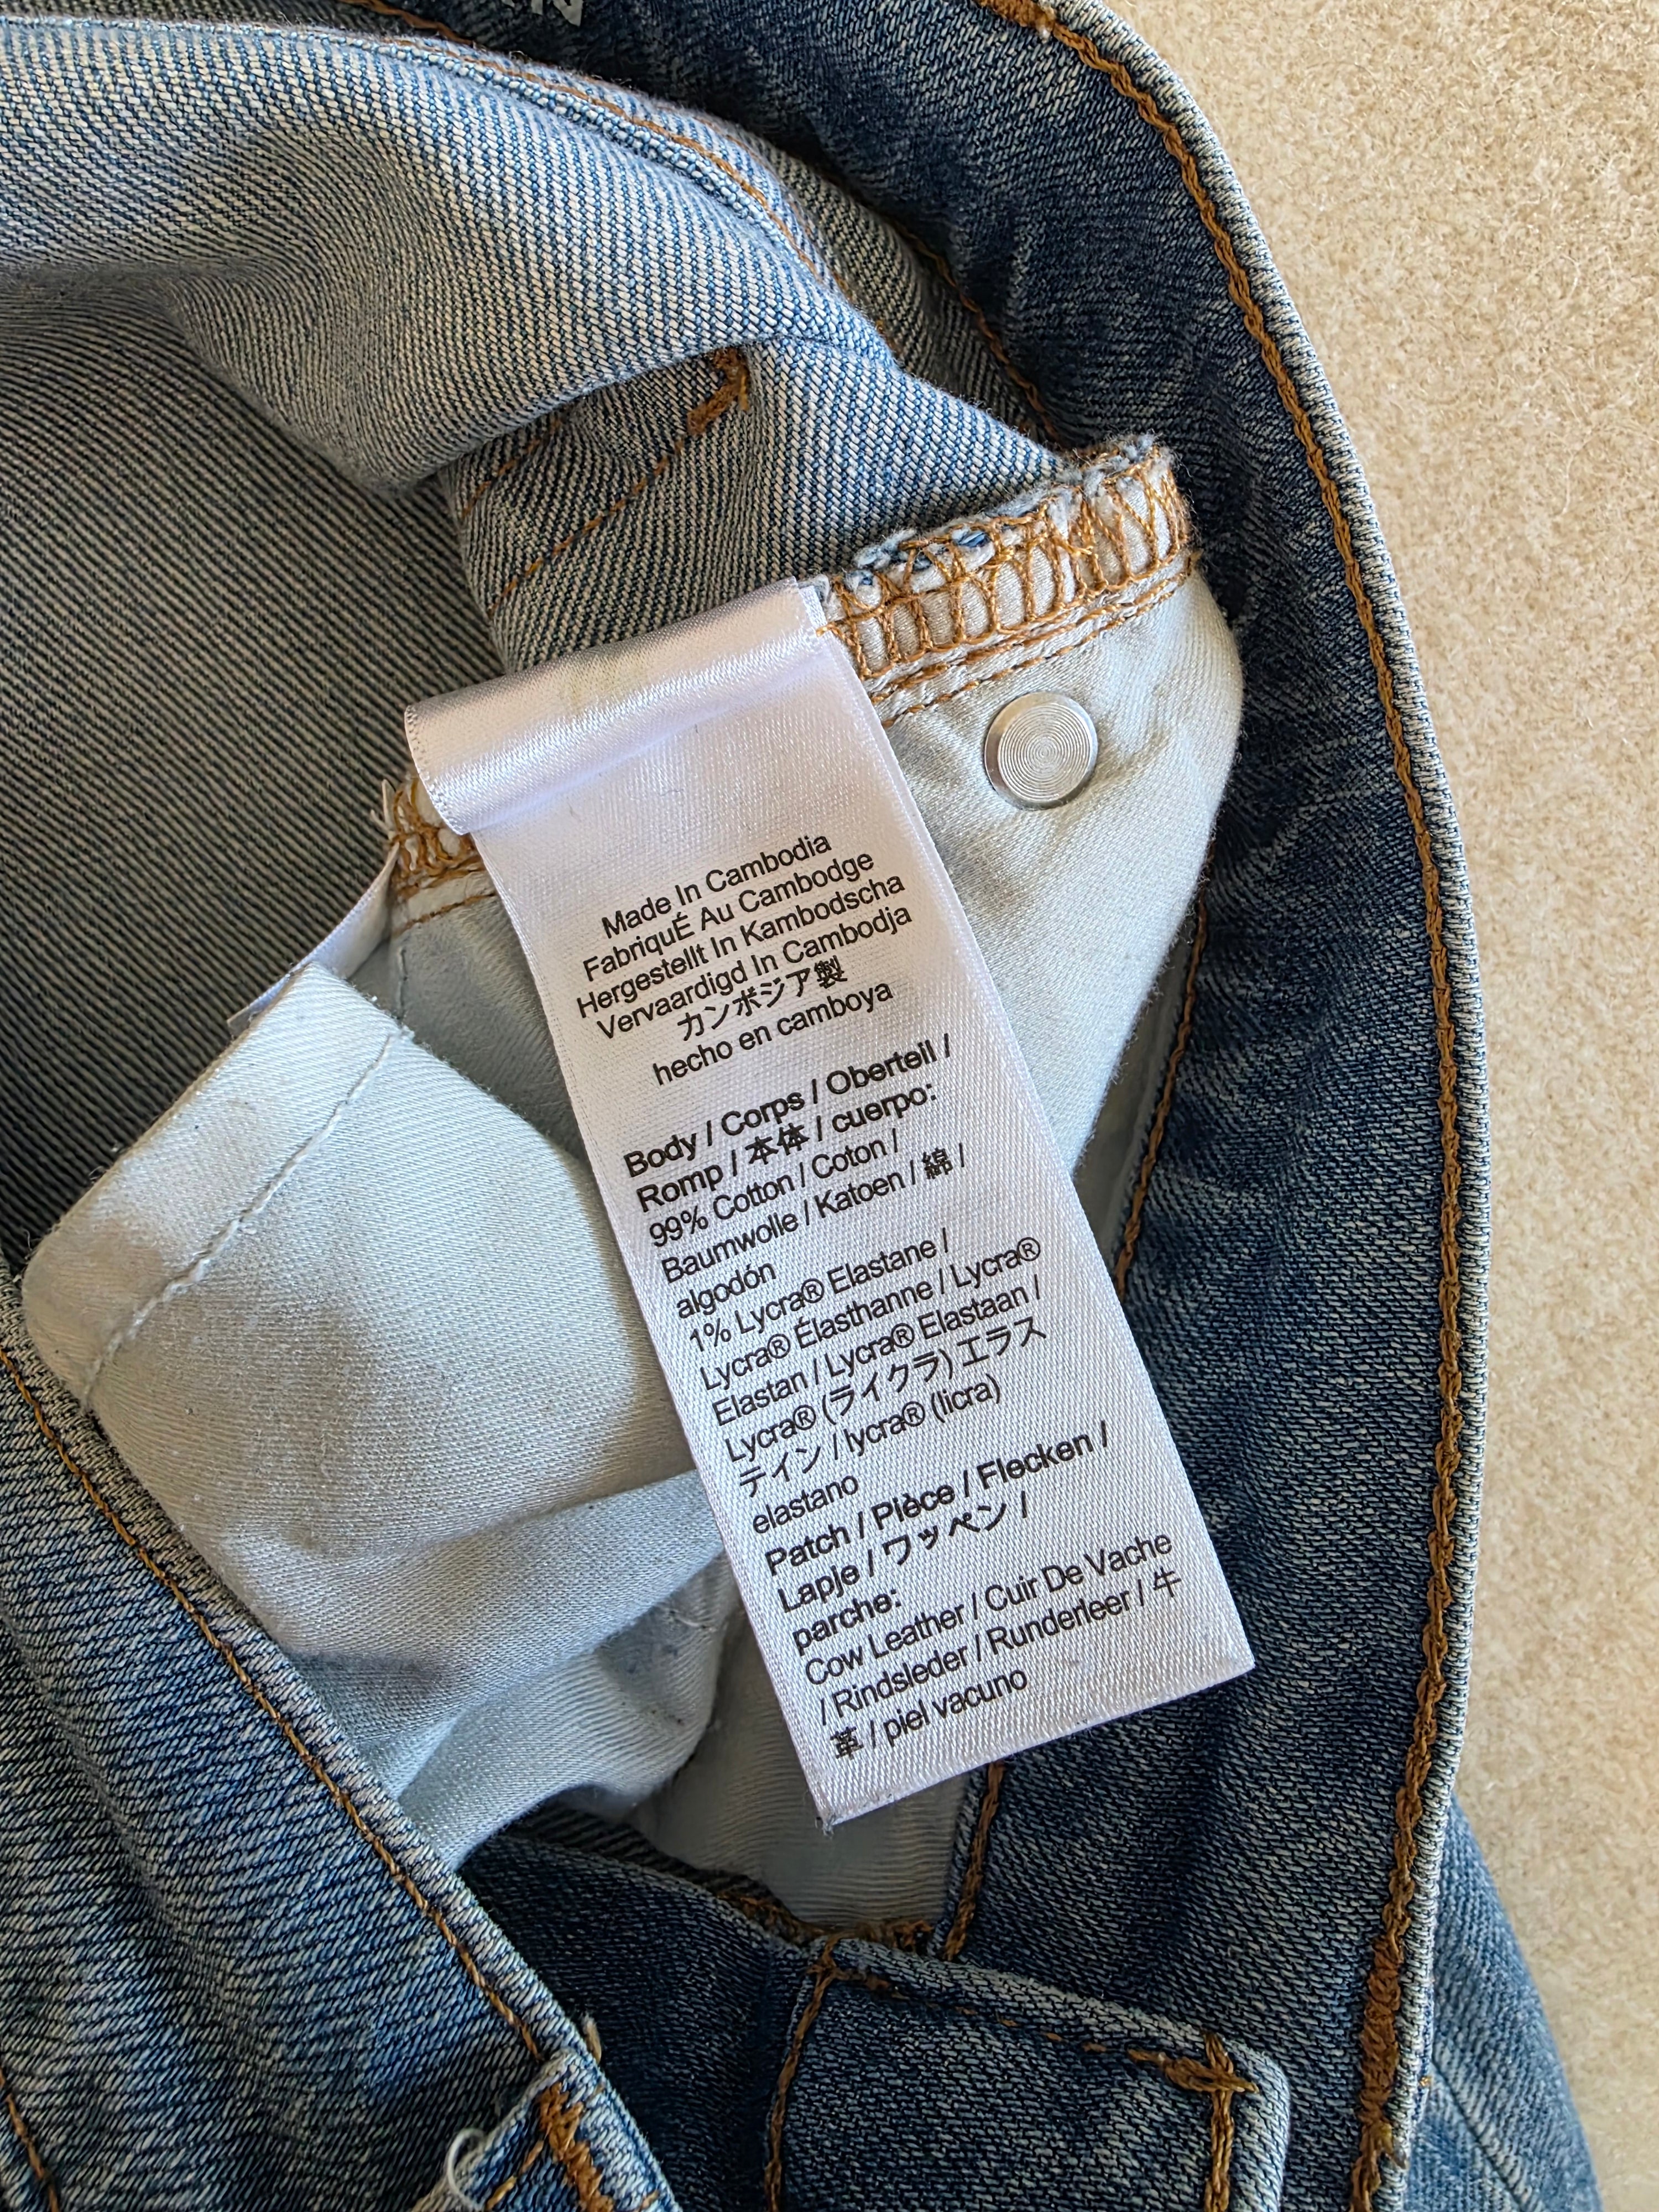 Made In Cambodia
FabriquÉ Au Cambodge
Hergestellt In Kambodscha
Vervaardigd In Cambodja
カンボジア製
hecho en camboya
Body / Corps / Oberteil /
Romp / 本体 / cuerpo:
99% Cotton / Coton /
Baumwolle / Katoen / 綿 /
algodón
1% Lycra® Elastane /
Lycra® Élasthanne / Lycra®
Elastan / Lycra® Elastaan /
Lycra® (ライクラ) エラス
ティン / lycra® (licra)
elastano
Patch / Pièce / Flecken /
Lapje / ワッペン /
parche:
Cow Leather / Cuir De Vache
/ Rindsleder / Runderleer / 牛
革 / piel vacuno